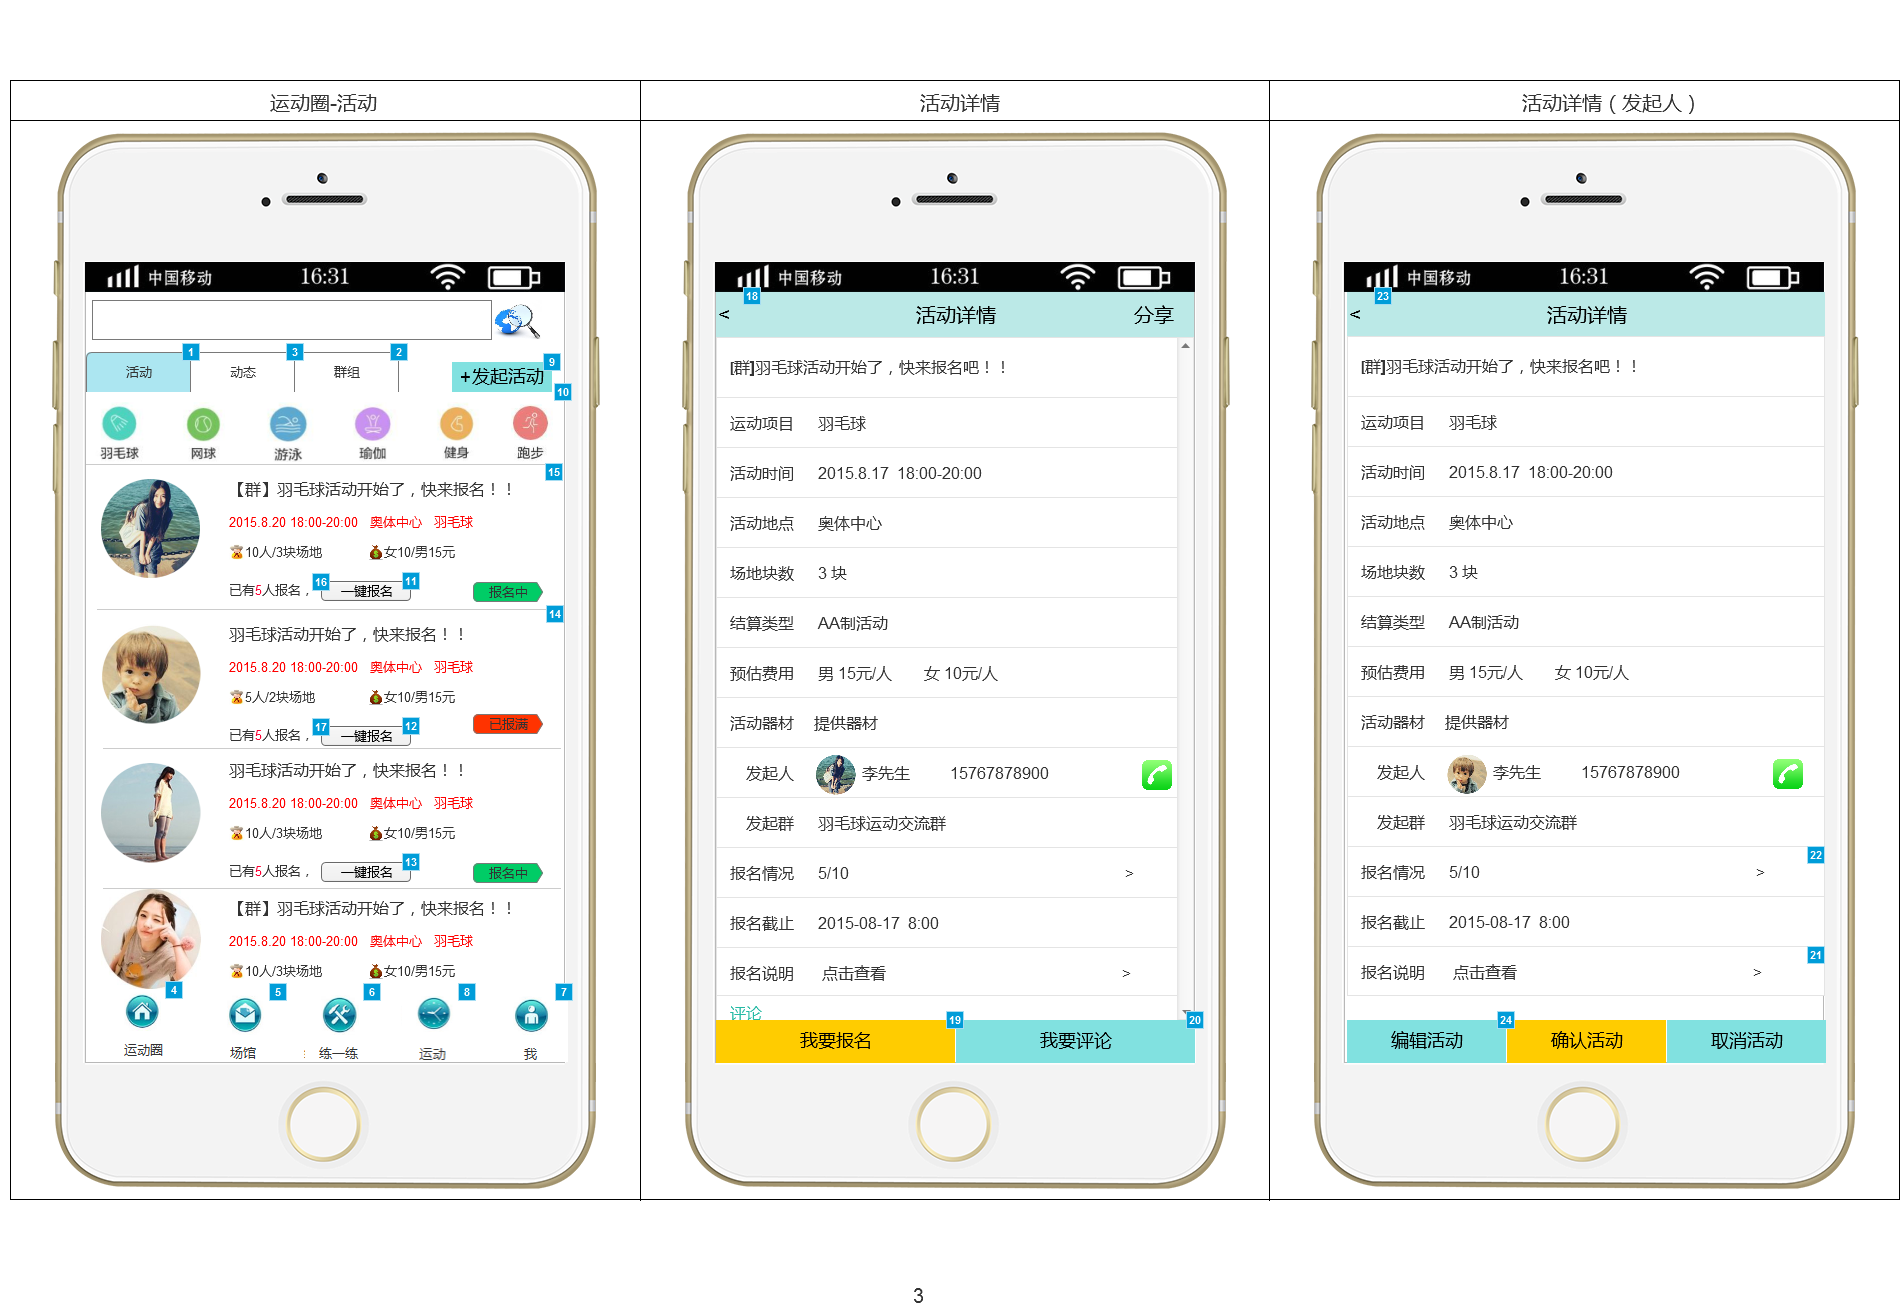 运动圈-活动
中国移动 16:31
1 3 2 9
活动 动态 群组 +发起活动
10
羽毛球 网球 游泳 瑜伽 健身 跑步
15
【群】羽毛球活动开始了，快来报名！！
2015.8.20 18:00-20:00 奥体中心 羽毛球
10人/3块场地 女10/男15元
16 11
已有5人报名， 一键报名 报名中
14
羽毛球活动开始了，快来报名！！
2015.8.20 18:00-20:00 奥体中心 羽毛球
5人/2块场地 女10/男15元
17 12
已有5人报名， 一键报名 已报满
羽毛球活动开始了，快来报名！！
2015.8.20 18:00-20:00 奥体中心 羽毛球
10人/3块场地 女10/男15元
13
已有5人报名， 一键报名 报名中
【群】羽毛球活动开始了，快来报名！！
2015.8.20 18:00-20:00 奥体中心 羽毛球
10人/3块场地 女10/男15元
4 5 6 8 7
运动圈 场馆 练一练 运动 我
活动详情
中国移动 16:31
18
< 活动详情 分享
[群]羽毛球活动开始了，快来报名吧！！
运动项目 羽毛球
活动时间 2015.8.17 18:00-20:00
活动地点 奥体中心
场地块数 3 块
结算类型 AA制活动
预估费用 男 15元/人 女 10元/人
活动器材 提供器材
发起人 李先生 15767878900
发起群 羽毛球运动交流群
报名情况 5/10 >
报名截止 2015-08-17 8:00
报名说明 点击查看 >
评论
19 20
我要报名 我要评论
活动详情（发起人）
中国移动 16:31
23
< 活动详情
[群]羽毛球活动开始了，快来报名吧！！
运动项目 羽毛球
活动时间 2015.8.17 18:00-20:00
活动地点 奥体中心
场地块数 3 块
结算类型 AA制活动
预估费用 男 15元/人 女 10元/人
活动器材 提供器材
发起人 李先生 15767878900
发起群 羽毛球运动交流群
22
报名情况 5/10 >
报名截止 2015-08-17 8:00
21
报名说明 点击查看 >
24
编辑活动 确认活动 取消活动
3